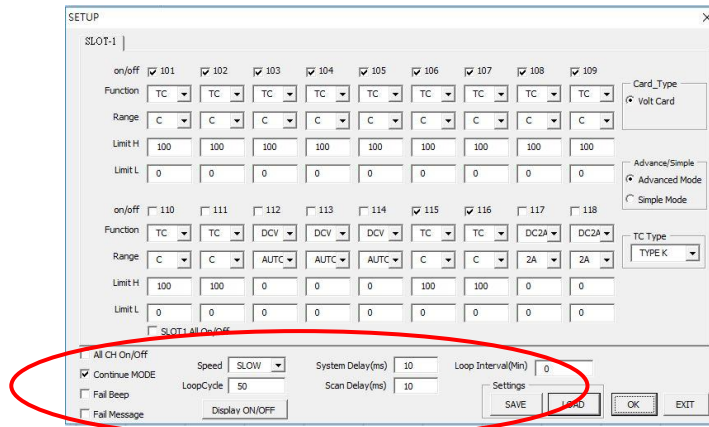 SETUP
SLOT-1
on/off 101 102 103 104 105 106 107 108 109
Function TC TC TC TC TC TC TC TC TC
Range C C C C C C C C C
Limit H 100 100 100 100 100 100 100 100 100
Limit L 0 0 0 0 0 0 0 0 0
Card_Type
Volt Card
Advance/Simple
Advanced Mode
Simple Mode
on/off 110 111 112 113 114 115 116 117 118
Function TC TC DCV DCV DCV TC TC DC2A DC2A
Range C C AUTC AUTC AUTC C C 2A 2A
Limit H 100 100 0 0 0 100 100 0 0
Limit L 0 0 0 0 0 0 0 0 0
TC Type
TYPE K
SLOT1 All On/Off
All CH On/Off
Continue MODE
Fail Beep
Fail Message
Speed SLOW System Delay(ms) 10 Loop Interval(Min) 0
LoopCycle 50 Scan Delay(ms) 10
Display ON/OFF
Settings
SAVE LOAD OK EXIT